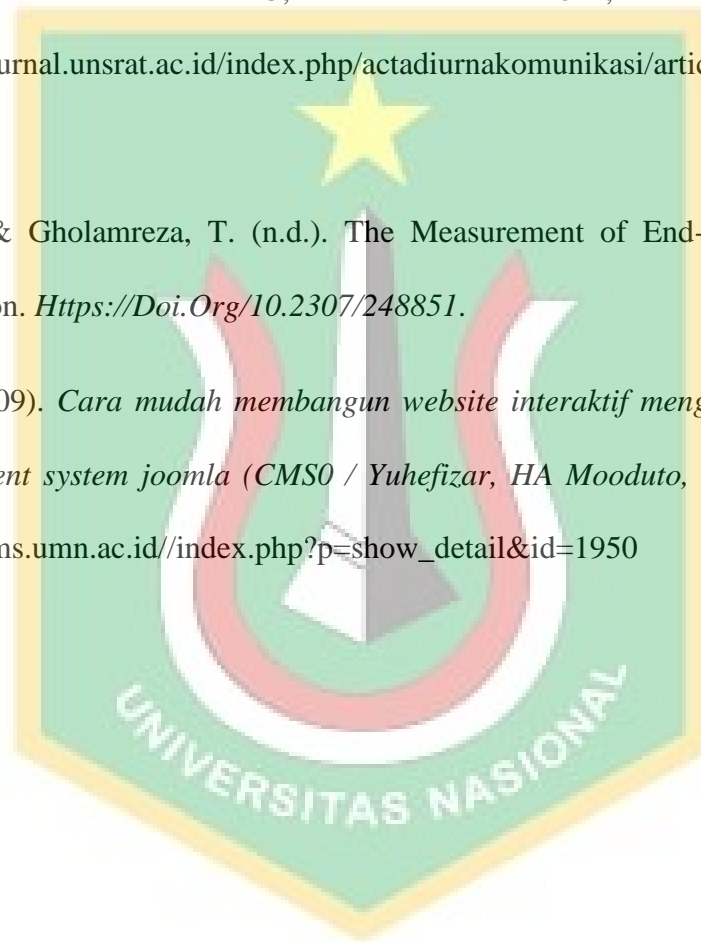 urnal.unsrat.ac.id/index.php/actadiurnakomunikasi/artic
& Gholamreza, T. (n.d.). The Measurement of End-
on. Https://Doi.Org/10.2307/248851.
09). Cara mudah membangun website interaktif meng
ent system joomla (CMS0 / Yuhefizar, HA Mooduto,
ns.umn.ac.id//index.php?p=show_detail&id=1950
UNIVERSITAS NASIONAL